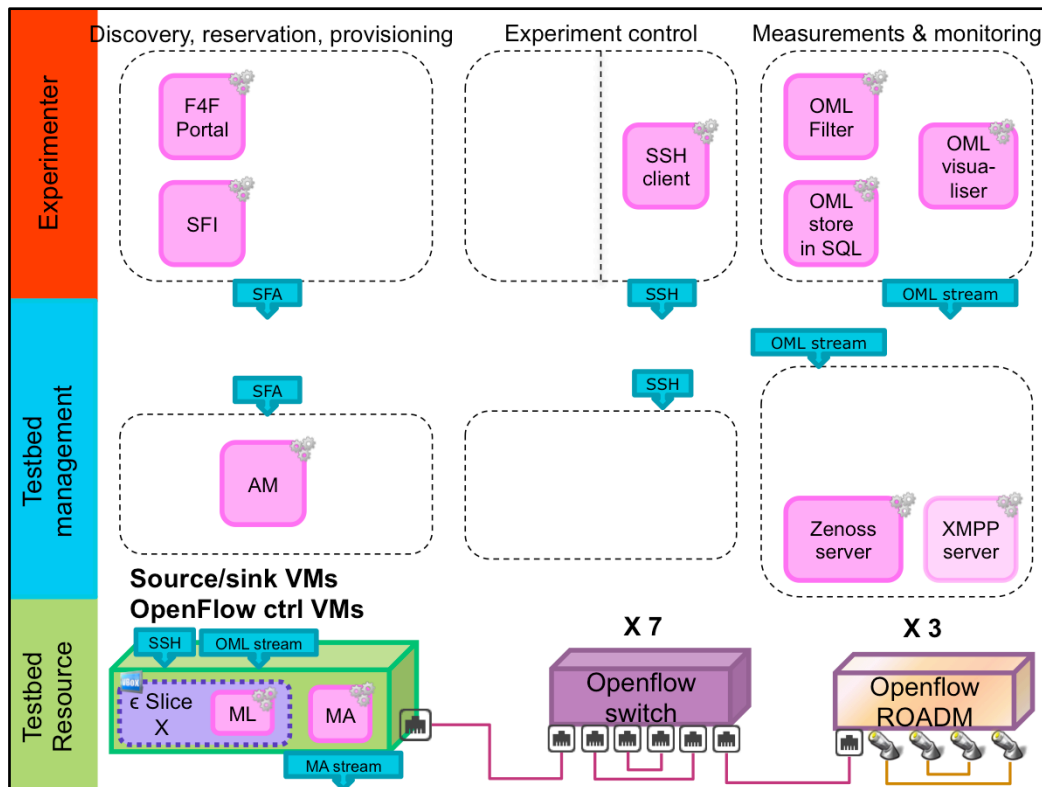 Discovery, reservation, provisioning
Experiment control
Measurements & monitoring
Experimenter
F4F
Portal
SFI
SSH
client
OML
Filter
OML
visua-
liser
OML
store
in SQL
SFA
SSH
OML stream
Testbed
management
OML stream
SFA
SSH
AM
Zenoss
server
XMPP
server
Source/sink VMs
OpenFlow ctrl VMs
X 7
X 3
Testbed
Resource
SSH
OML stream
ϵ Slice
X
ML
MA
MA stream
Openflow
switch
Openflow
ROADM